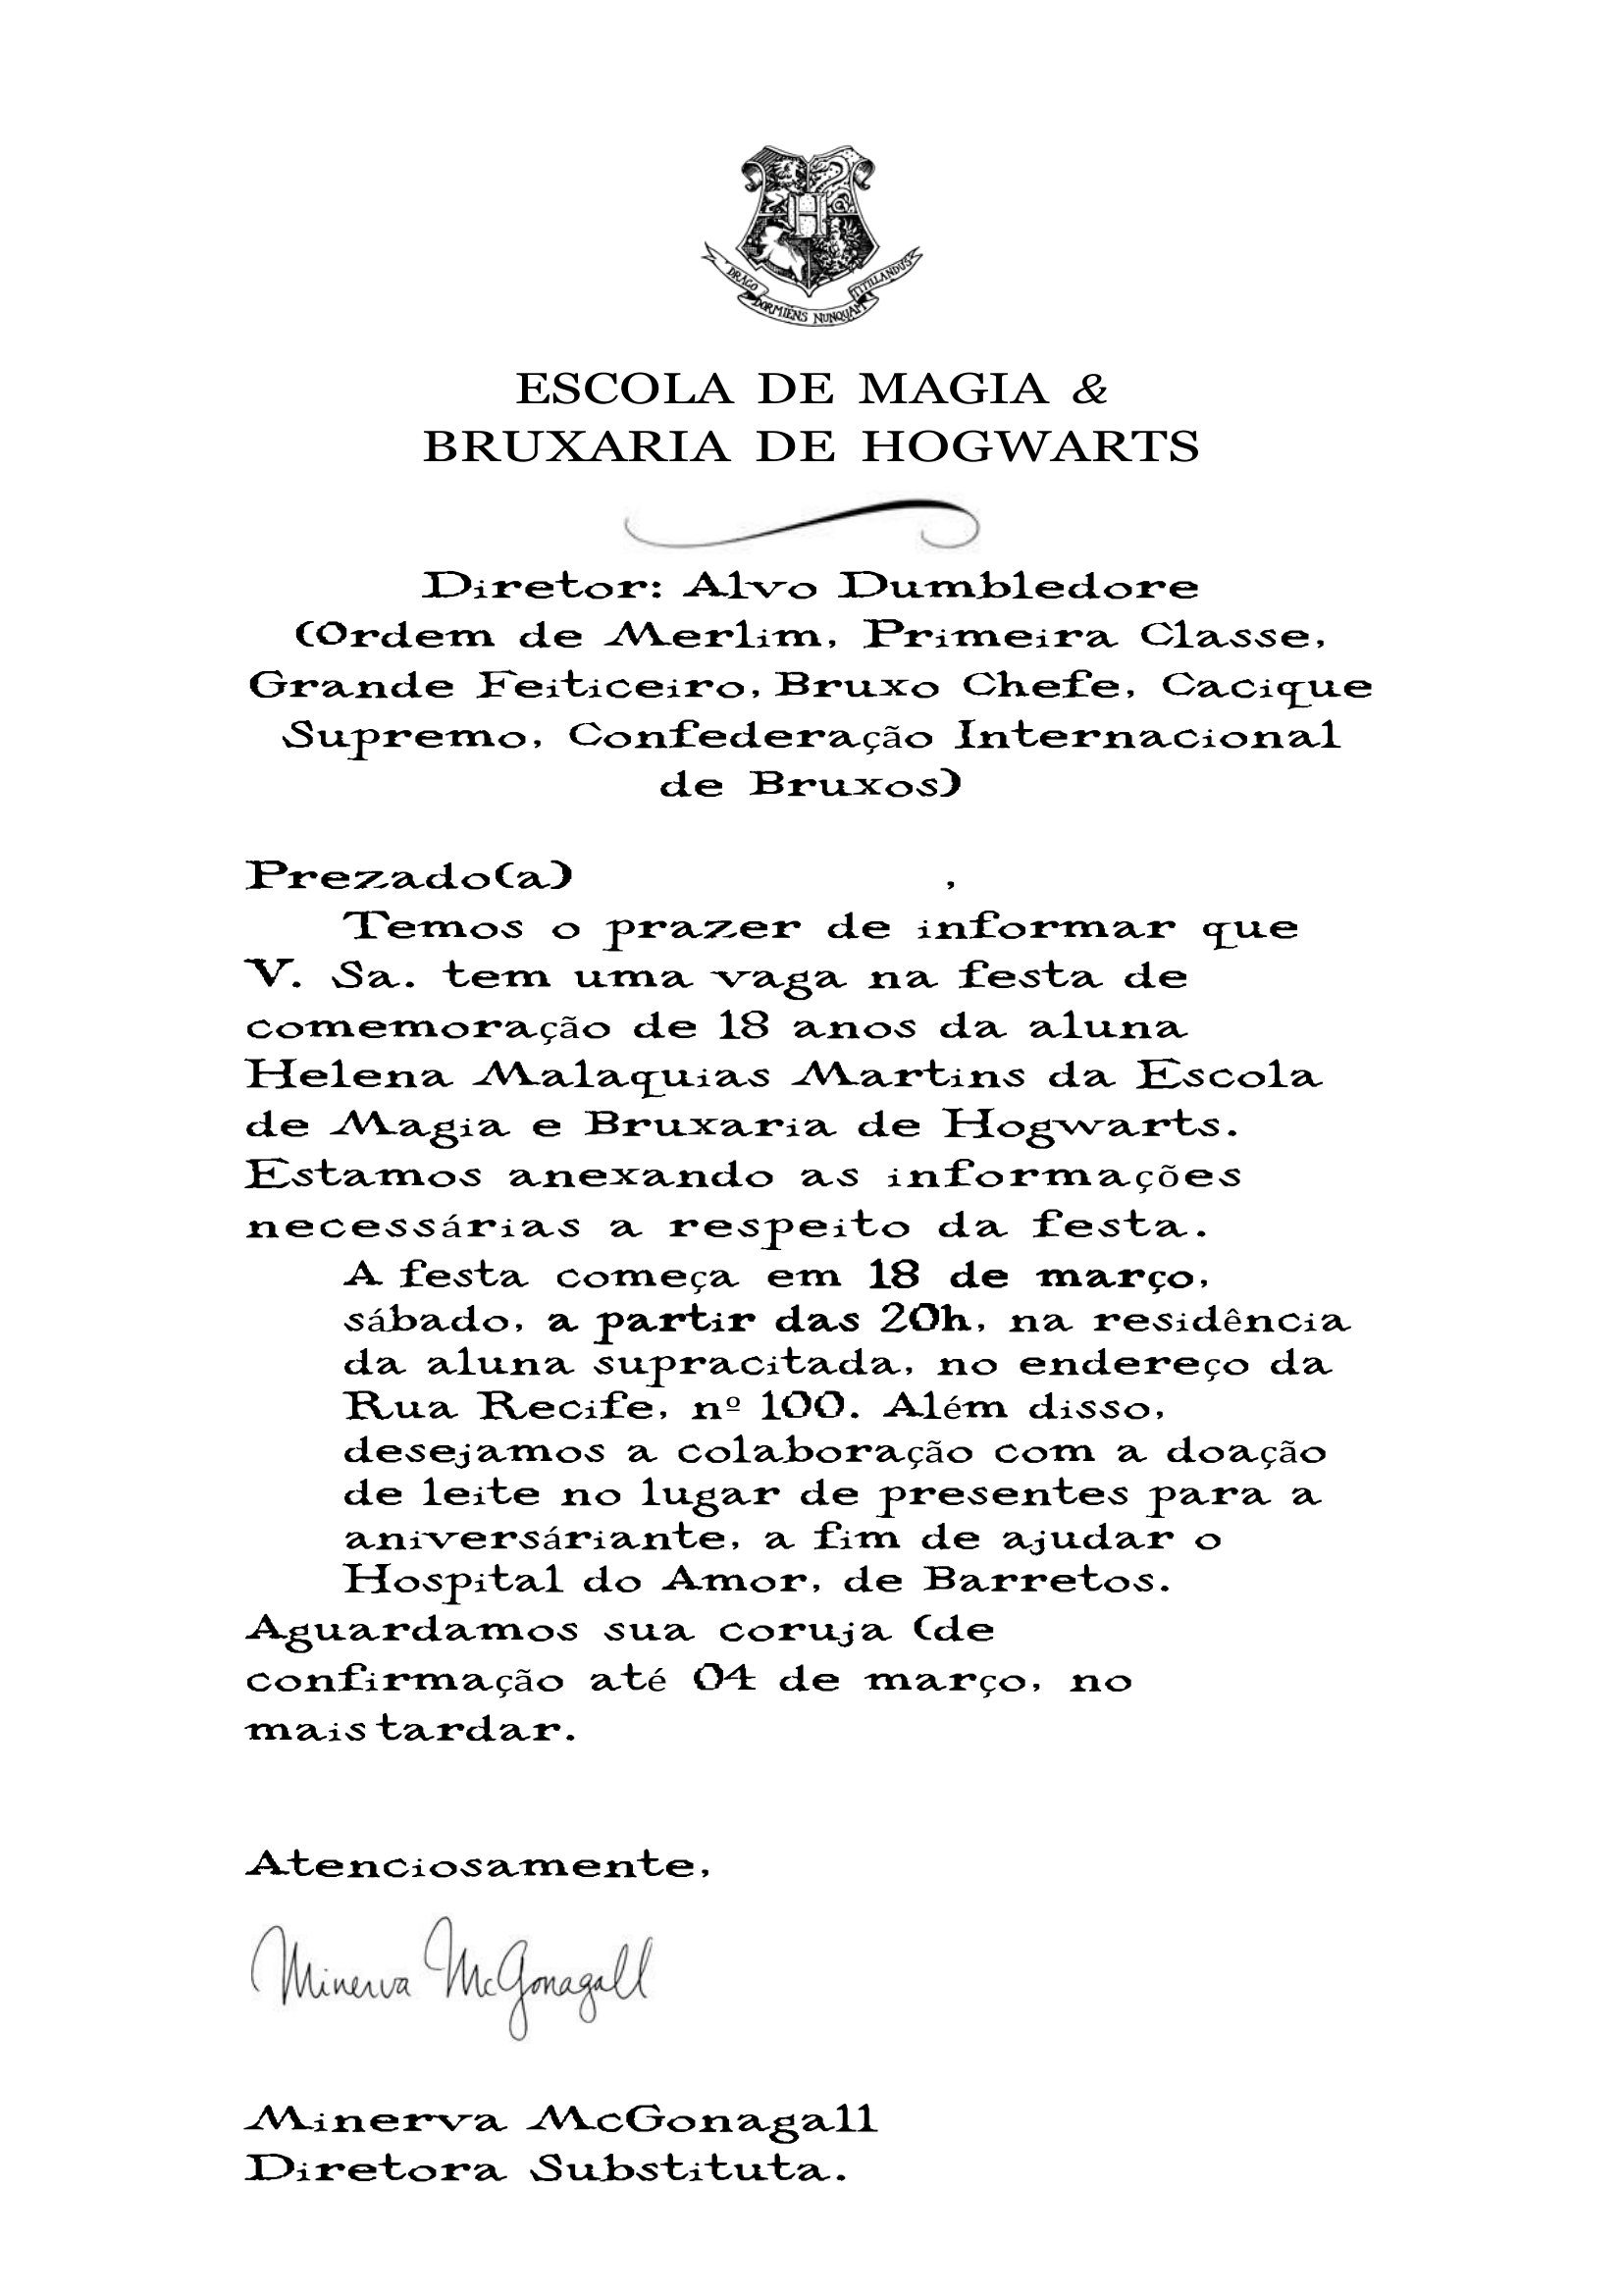 DRAGO DORMIENS NUNQUAM TITILLANDUS
ESCOLA DE MAGIA &
BRUXARIA DE HOGWARTS
Diretor: Alvo Dumbledore
(Ordem de Merlim, Primeira Classe,
Grande Feiticeiro, Bruxo Chefe, Cacique
Supremo, Confederação Internacional
de Bruxos)
Prezado(a) ,
Temos o prazer de informar que
V. Sa. tem uma vaga na festa de
comemoração de 18 anos da aluna
Helena Malaquias Martins da Escola
de Magia e Bruxaria de Hogwarts.
Estamos anexando as informações
necessárias a respeito da festa.
A festa começa em 18 de março,
sábado, a partir das 20h, na residência
da aluna supracitada, no endereço da
Rua Recife, nº 100. Além disso,
desejamos a colaboração com a doação
de leite no lugar de presentes para a
aniversáriante, a fim de ajudar o
Hospital do Amor, de Barretos.
Aguardamos sua coruja (de
confirmação até 04 de março, no
mais tardar.
Atenciosamente,
Minerva McGonagall
Minerva McGonagall
Diretora Substituta.